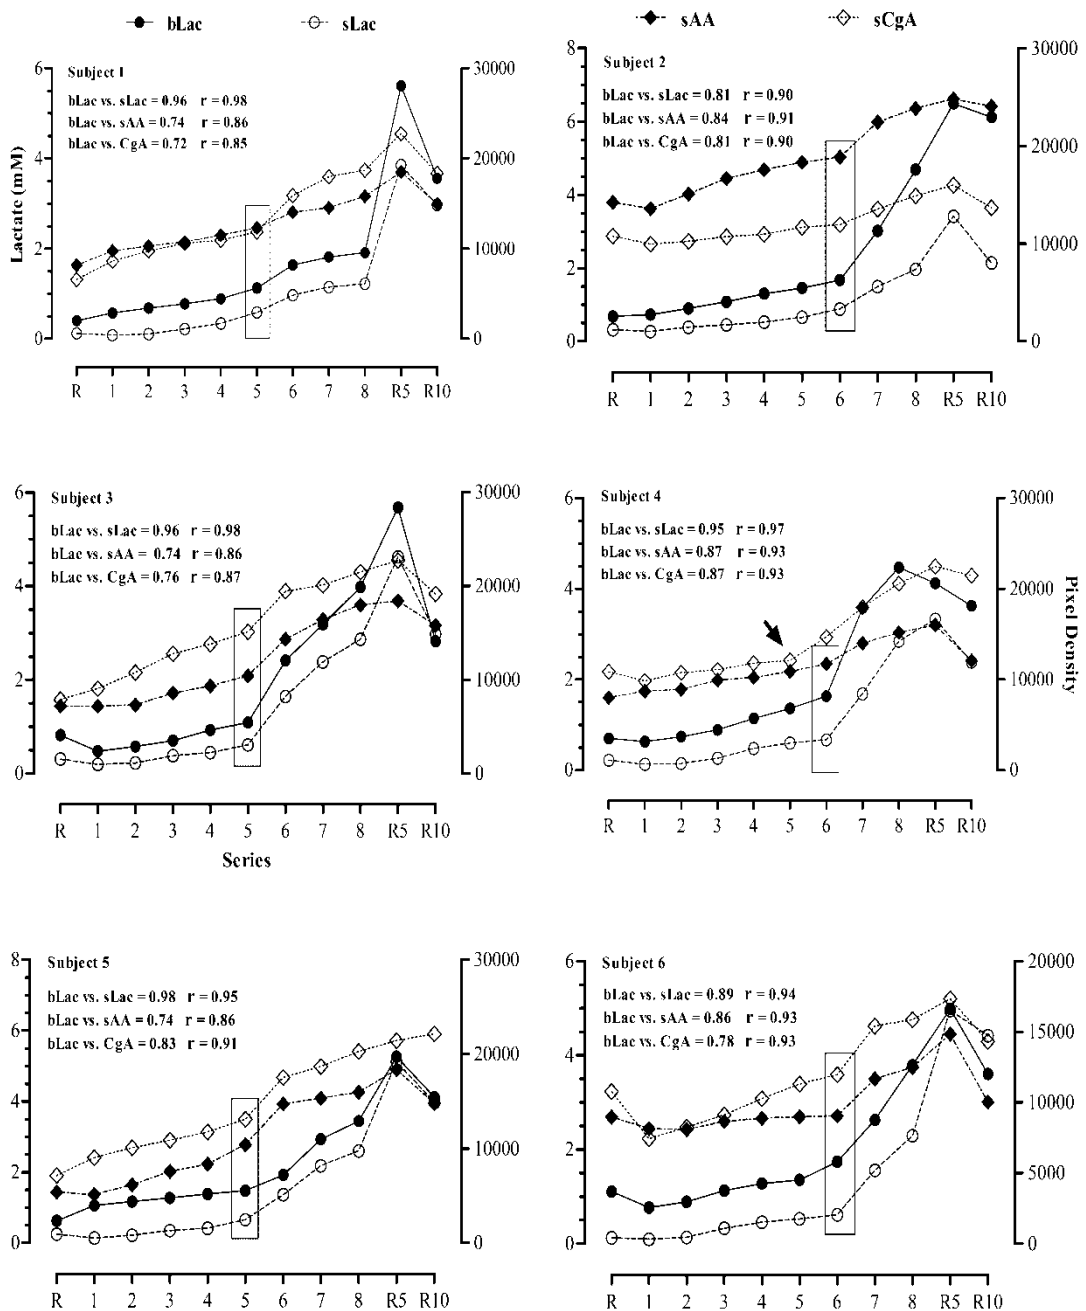 bLac sLac sAA sCgA
Subject 1
bLac vs. sLac = 0.96 r = 0.98
bLac vs. sAA = 0.74 r = 0.86
bLac vs. CgA = 0.72 r = 0.85
Lactate (mM)
6
4
2
0
30000
20000
10000
0
R 1 2 3 4 5 6 7 8 R5 R10
Subject 2
bLac vs. sLac = 0.81 r = 0.90
bLac vs. sAA = 0.84 r = 0.91
bLac vs. CgA = 0.81 r = 0.90
8
6
4
2
0
30000
20000
10000
0
R 1 2 3 4 5 6 7 8 R5 R10
Subject 3
bLac vs. sLac = 0.96 r = 0.98
bLac vs. sAA = 0.74 r = 0.86
bLac vs. CgA = 0.76 r = 0.87
6
4
2
0
30000
20000
10000
0
R 1 2 3 4 5 6 7 8 R5 R10
Series
Subject 4
bLac vs. sLac = 0.95 r = 0.97
bLac vs. sAA = 0.87 r = 0.93
bLac vs. CgA = 0.87 r = 0.93
6
4
2
0
30000
20000
10000
0
Pixel Density
R 1 2 3 4 5 6 7 8 R5 R10
Subject 5
bLac vs. sLac = 0.98 r = 0.95
bLac vs. sAA = 0.74 r = 0.86
bLac vs. CgA = 0.83 r = 0.91
8
6
4
2
0
30000
20000
10000
0
R 1 2 3 4 5 6 7 8 R5 R10
Subject 6
bLac vs. sLac = 0.89 r = 0.94
bLac vs. sAA = 0.86 r = 0.93
bLac vs. CgA = 0.78 r = 0.93
6
4
2
0
20000
15000
10000
5000
0
R 1 2 3 4 5 6 7 8 R5 R10